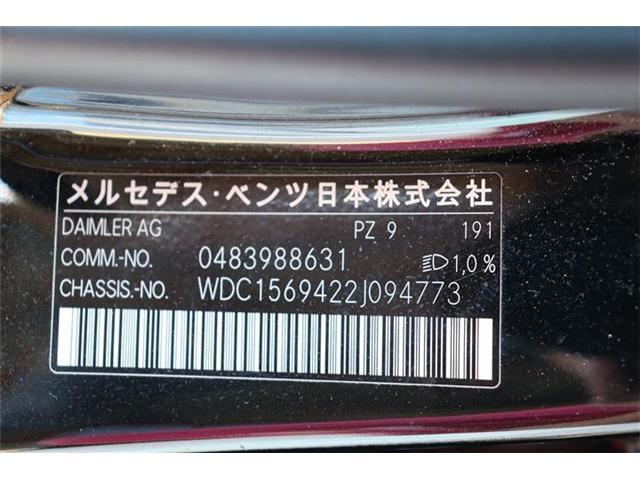 メルセデス・ベンツ日本株式会社
DAIMLER AG PZ 9 191
COMM.-NO. 0483988631 1,0%
CHASSIS.-NO. WDC1569422J094773